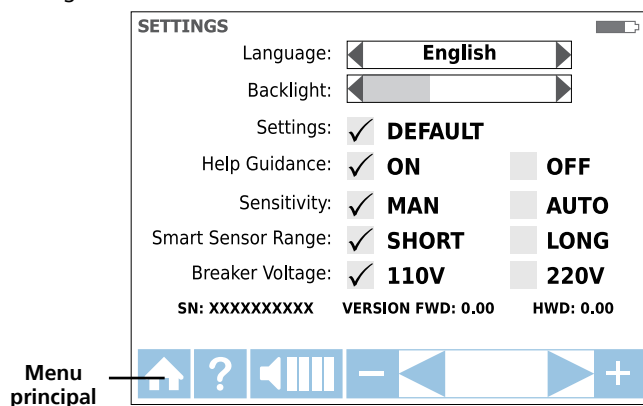 SETTINGS
Language: English
Backlight:
Settings: ✓ DEFAULT
Help Guidance: ✓ ON OFF
Sensitivity: ✓ MAN AUTO
Smart Sensor Range: ✓ SHORT LONG
Breaker Voltage: ✓ 110V 220V
SN: XXXXXXXXXX VERSION FWD: 0.00 HWD: 0.00
? − +
Menu
principal